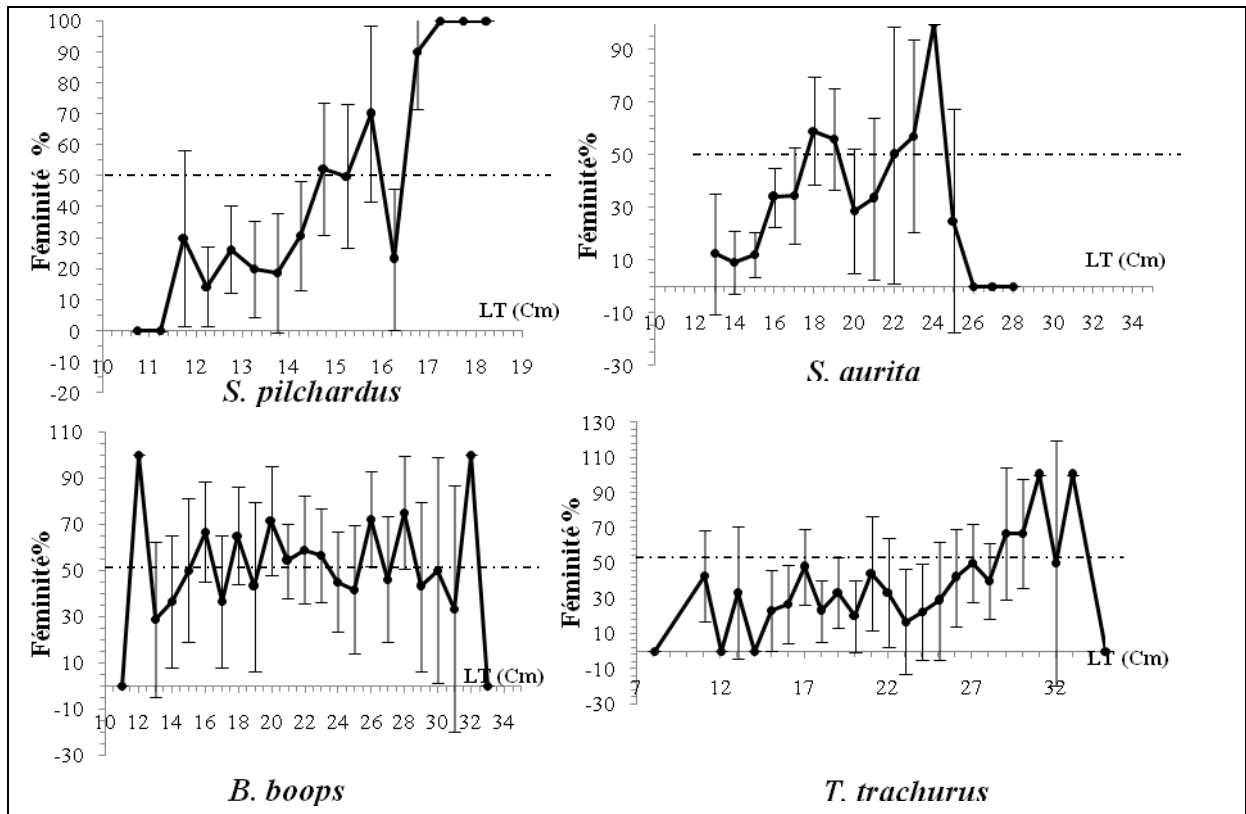 100
90
80
70
60
50
40
30
20
10
0
-10
-20
Féminité %
10 11 12 13 14 15 16 17 18 19
LT (Cm)
S. pilchardus
90
70
50
30
10
-10
-30
Féminité%
10 12 14 16 18 20 22 24 26 28 30 32 34
LT (Cm)
S. aurita
110
90
70
50
30
10
-10
-30
Féminité%
10 12 14 16 18 20 22 24 26 28 30 32 34
LT (Cm)
B. boops
130
110
90
70
50
30
10
-10
-30
Féminité%
7 12 17 22 27 32
LT (Cm)
T. trachurus